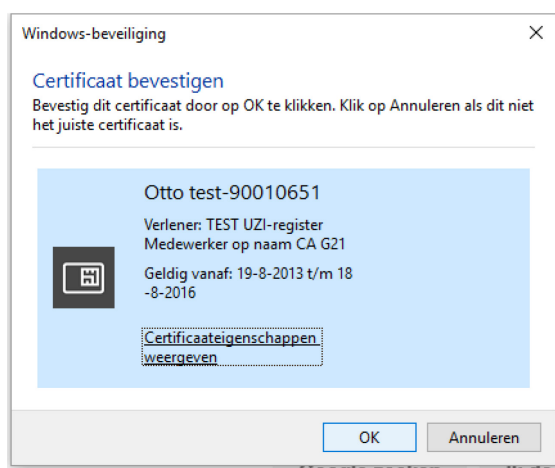 Windows-beveiliging
Certificaat bevestigen
Bevestig dit certificaat door op OK te klikken. Klik op Annuleren als dit niet
het juiste certificaat is.
Otto test-90010651
Verlener: TEST UZI-register
Medewerker op naam CA G21
Geldig vanaf: 19-8-2013 t/m 18
-8-2016
Certificaateigenschappen
weergeven
OK
Annuleren